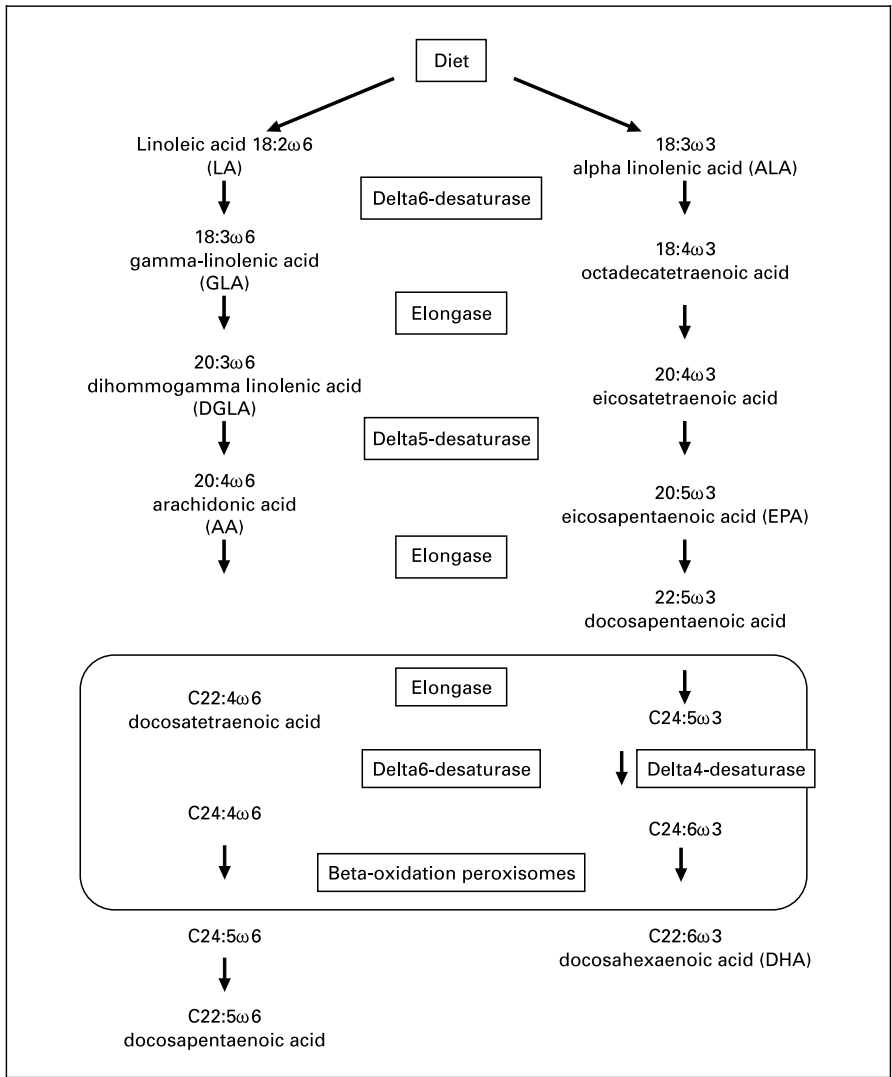 Diet
Linoleic acid 18:2ω6
(LA)
18:3ω3
alpha linolenic acid (ALA)
Delta6-desaturase
18:3ω6
gamma-linolenic acid
(GLA)
18:4ω3
octadecatetraenoic acid
Elongase
20:3ω6
dihommogamma linolenic acid
(DGLA)
20:4ω3
eicosatetraenoic acid
Delta5-desaturase
20:4ω6
arachidonic acid
(AA)
20:5ω3
eicosapentaenoic acid (EPA)
Elongase
22:5ω3
docosapentaenoic acid
Elongase
C22:4ω6
docosatetraenoic acid
C24:5ω3
Delta6-desaturase
Delta4-desaturase
C24:4ω6
C24:6ω3
Beta-oxidation peroxisomes
C24:5ω6
C22:6ω3
docosahexaenoic acid (DHA)
C22:5ω6
docosapentaenoic acid